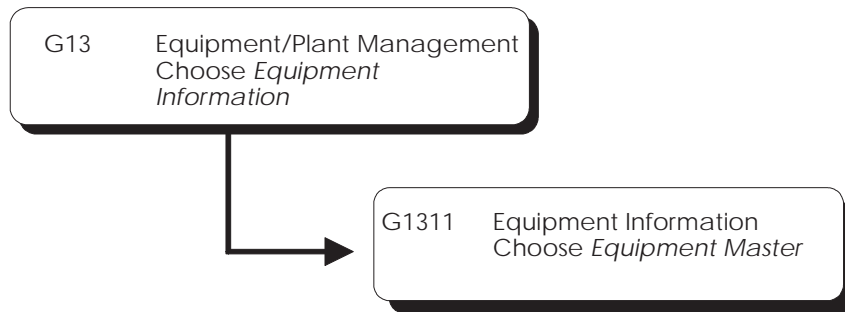 G13 Equipment/Plant Management
Choose Equipment
Information
G1311 Equipment Information
Choose Equipment Master